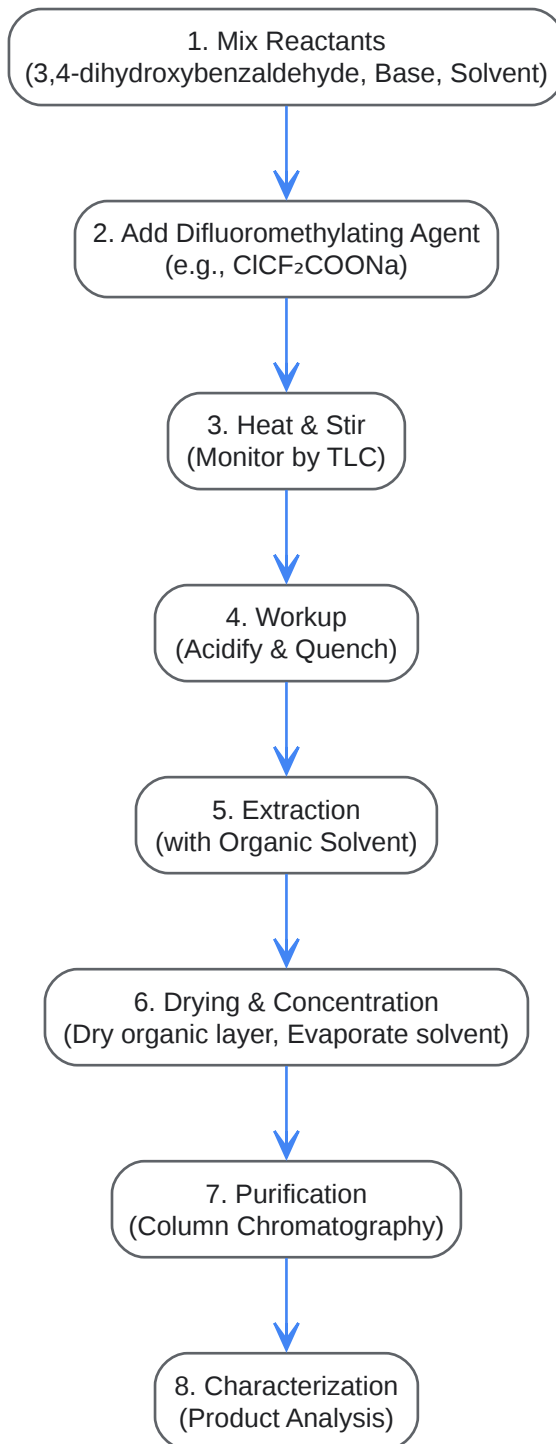 1. Mix Reactants
(3,4-dihydroxybenzaldehyde, Base, Solvent)
2. Add Difluoromethylating Agent
(e.g., ClCF₂COONa)
3. Heat & Stir
(Monitor by TLC)
4. Workup
(Acidify & Quench)
5. Extraction
(with Organic Solvent)
6. Drying & Concentration
(Dry organic layer, Evaporate solvent)
7. Purification
(Column Chromatography)
8. Characterization
(Product Analysis)